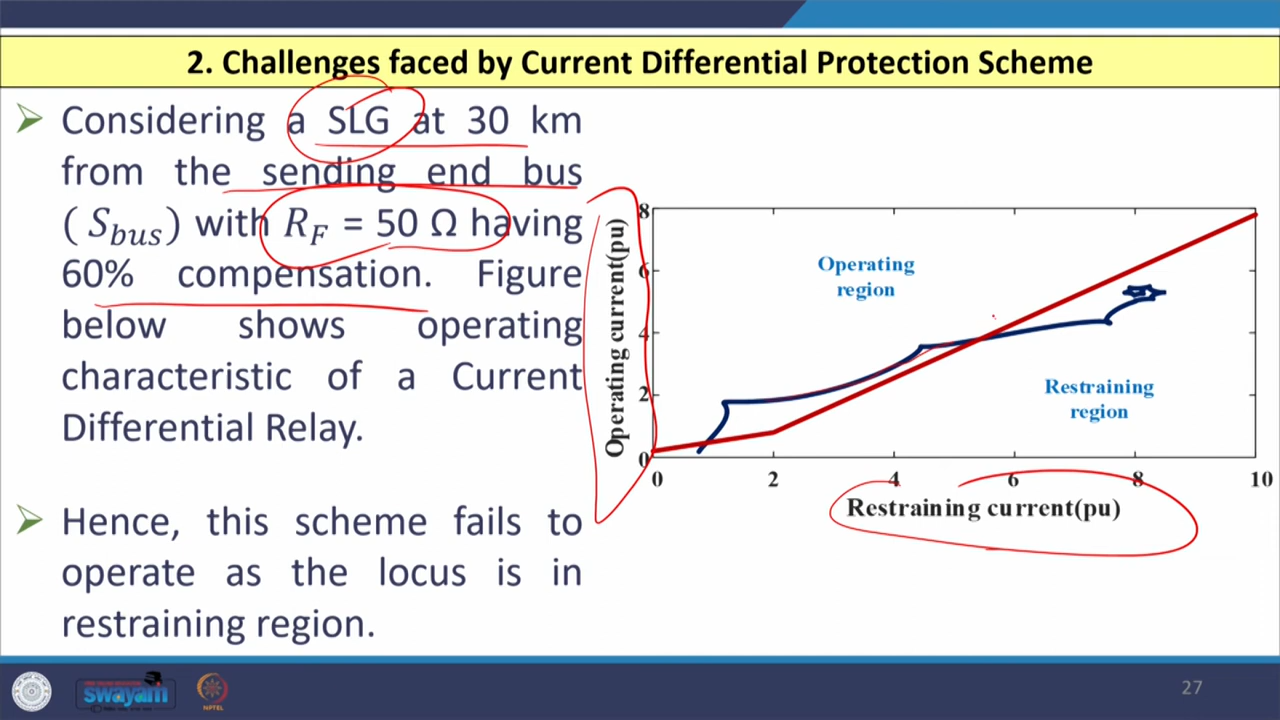 2. Challenges faced by Current Differential Protection Scheme
Considering a SLG at 30 km
from the sending end bus
( S_bus) with R_F = 50 Ω having
60% compensation. Figure
below shows operating
characteristic of a Current
Differential Relay.
Hence, this scheme fails to
operate as the locus is in
restraining region.
Operating current(pu)
8
6
4
2
0
Operating
region
Restraining
region
0 2 4 6 8 10
Restraining current(pu)
swayam
NPTEL
27